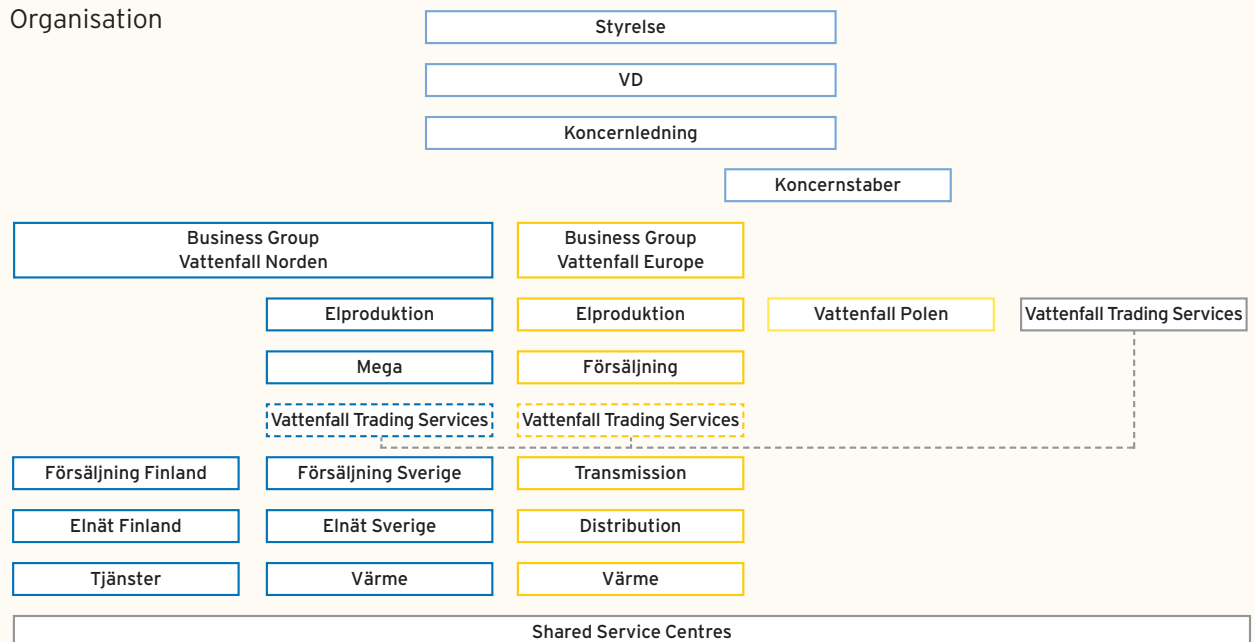 Organisation
Styrelse
VD
Koncernledning
Koncernstaber
Business Group
Vattenfall Norden
Business Group
Vattenfall Europe
Elproduktion
Elproduktion
Vattenfall Polen
Vattenfall Trading Services
Mega
Försäljning
Vattenfall Trading Services
Vattenfall Trading Services
Försäljning Finland
Försäljning Sverige
Transmission
Elnät Finland
Elnät Sverige
Distribution
Tjänster
Värme
Värme
Shared Service Centres